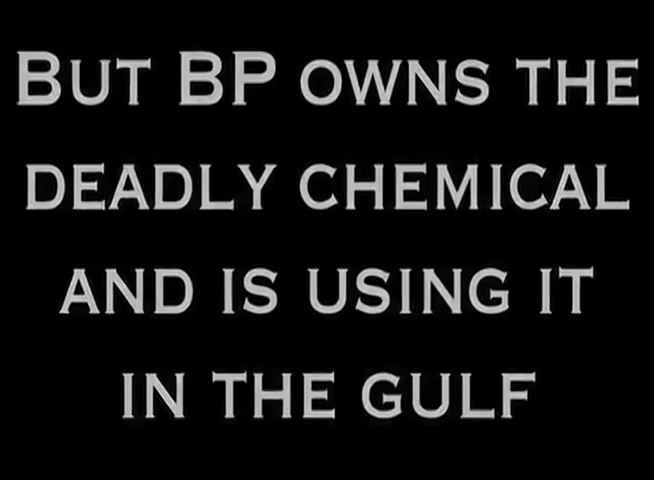 But BP owns the
deadly chemical
and is using it
in the gulf